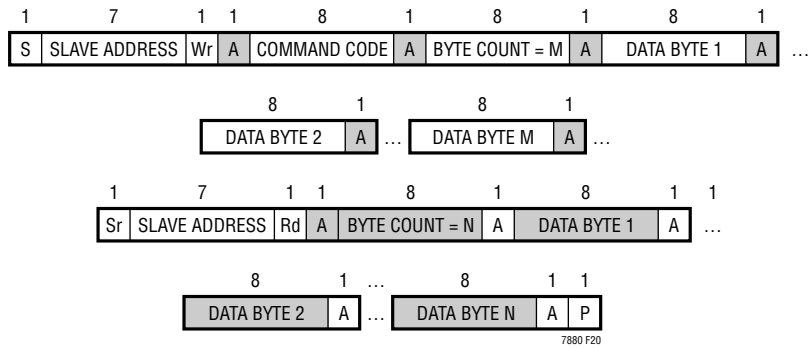 1 7 1 1 8 1 8 1 8 1
S SLAVE ADDRESS Wr A COMMAND CODE A BYTE COUNT = M A DATA BYTE 1 A …
8 1 8 1
DATA BYTE 2 A … DATA BYTE M A …
1 7 1 1 8 1 8 1 1
Sr SLAVE ADDRESS Rd A BYTE COUNT = N A DATA BYTE 1 A …
8 1 … 8 1 1
DATA BYTE 2 A … DATA BYTE N A P
7880 F20